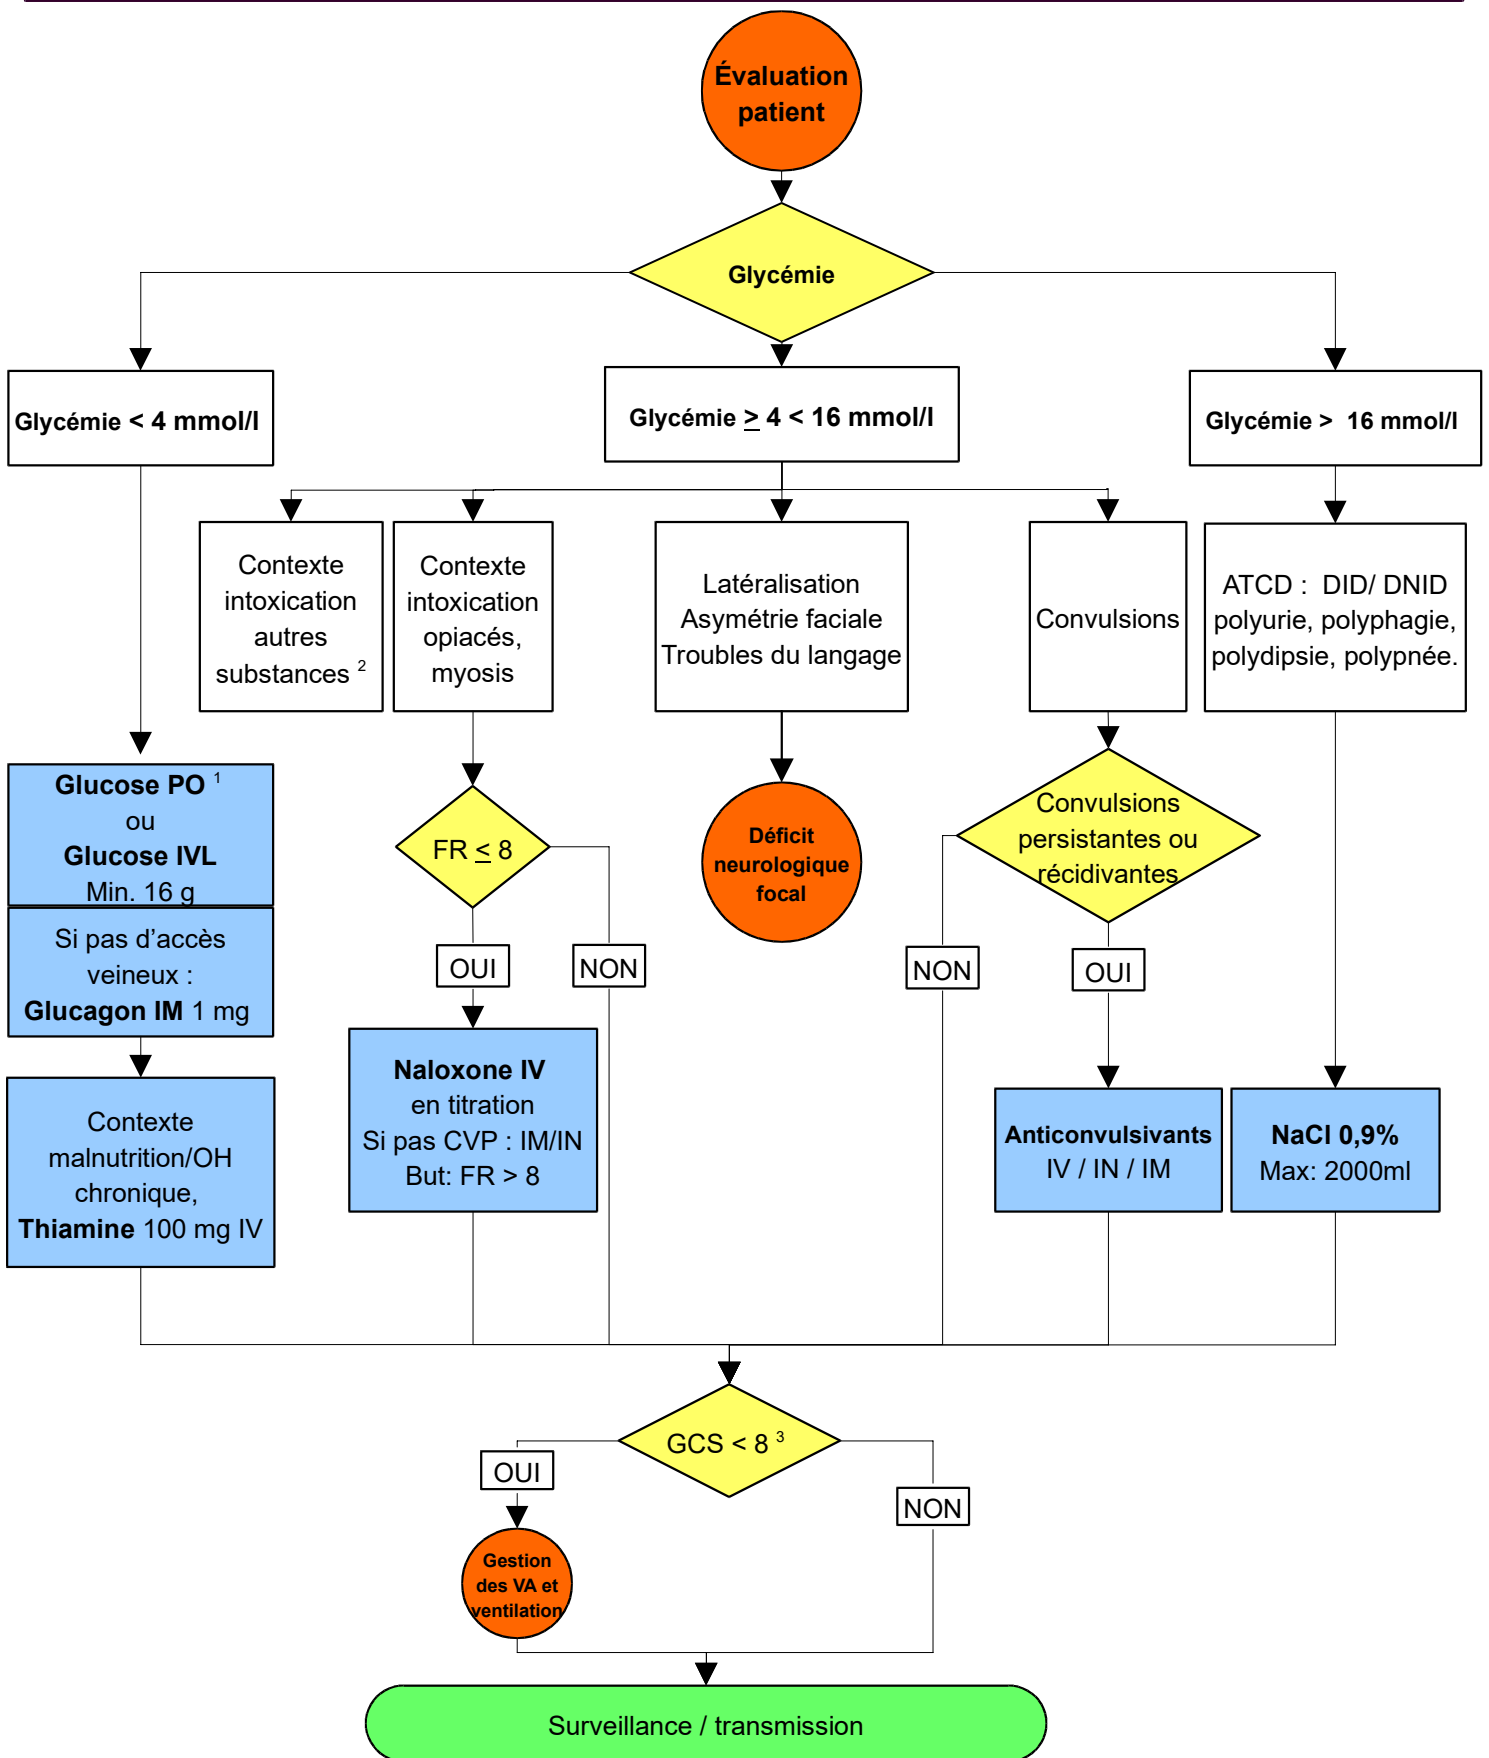 Évaluation
patient
Glycémie
Glycémie < 4 mmol/l
Glycémie ≥ 4 < 16 mmol/l
Glycémie > 16 mmol/l
Contexte
intoxication
autres
substances ²
Contexte
intoxication
opiacés,
myosis
Latéralisation
Asymétrie faciale
Troubles du langage
Convulsions
ATCD : DID/ DNID
polyurie, polyphagie,
polydipsie, polypnée.
Glucose PO ¹
ou
Glucose IVL
Min. 16 g
Si pas d'accès
veineux :
Glucagon IM 1 mg
Contexte
malnutrition/OH
chronique,
Thiamine 100 mg IV
FR ≤ 8
OUI
NON
Naloxone IV
en titration
Si pas CVP : IM/IN
But: FR > 8
Déficit
neurologique
focal
Convulsions
persistantes ou
récidivantes
NON
OUI
Anticonvulsivants
IV / IN / IM
NaCl 0,9%
Max: 2000ml
GCS < 8 ³
OUI
NON
Gestion
des VA et
ventilation
Surveillance / transmission